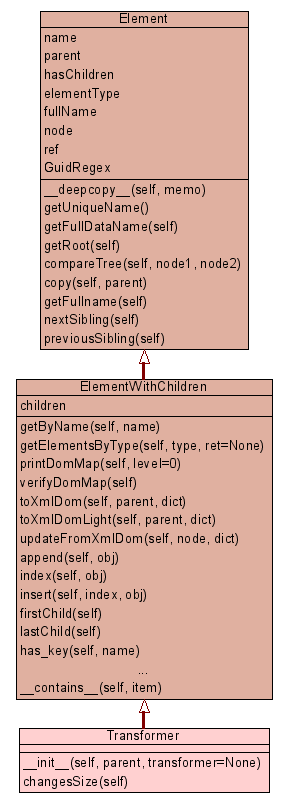 Element
name
parent
hasChildren
elementType
fullName
node
ref
GuidRegex
__deepcopy__(self, memo)
getUniqueName()
getFullDataName(self)
getRoot(self)
compareTree(self, node1, node2)
copy(self, parent)
getFullname(self)
nextSibling(self)
previousSibling(self)
ElementWithChildren
children
getByName(self, name)
getElementsByType(self, type, ret=None)
printDomMap(self, level=0)
verifyDomMap(self)
toXmlDom(self, parent, dict)
toXmlDomLight(self, parent, dict)
updateFromXmlDom(self, node, dict)
append(self, obj)
index(self, obj)
insert(self, index, obj)
firstChild(self)
lastChild(self)
has_key(self, name)
...
__contains__(self, item)
Transformer
__init__(self, parent, transformer=None)
changesSize(self)